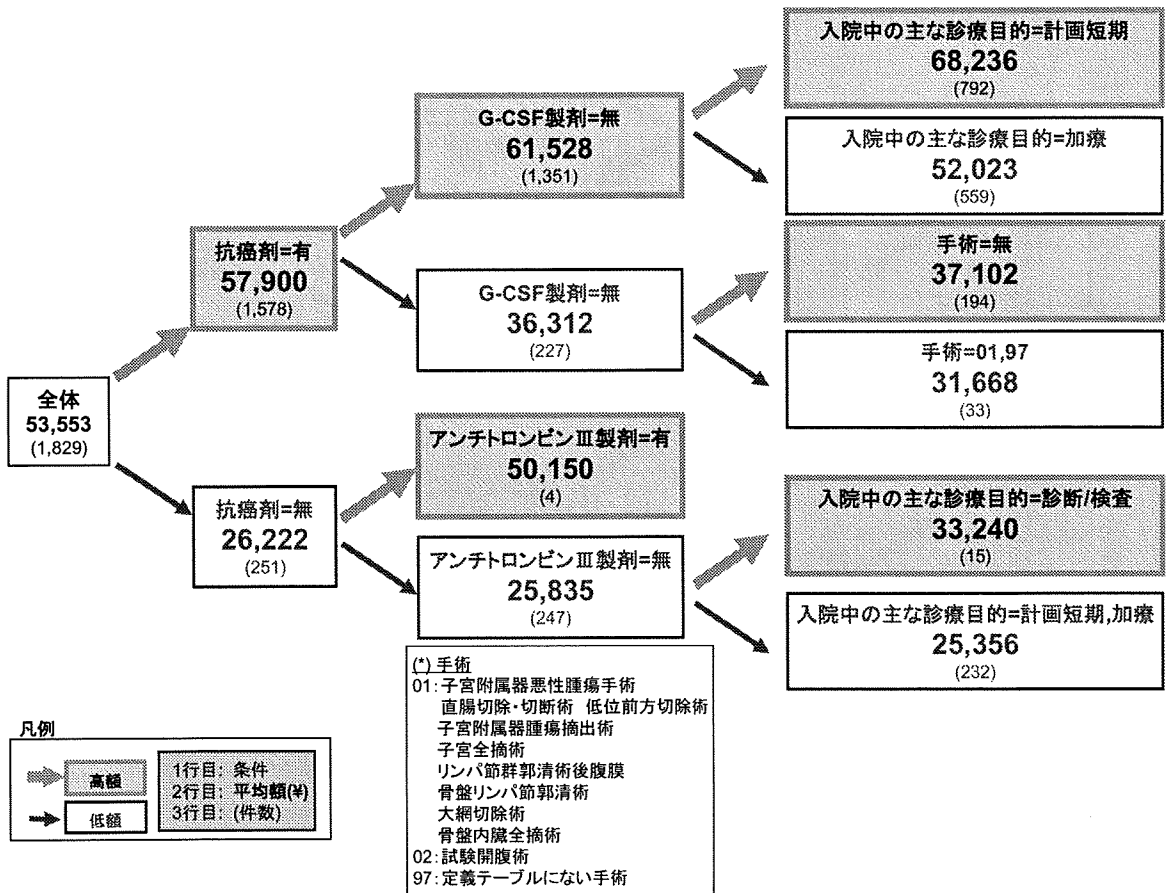 全体
53,553
(1,829)
抗癌剤=有
57,900
(1,578)
抗癌剤=無
26,222
(251)
G-CSF製剤=無
61,528
(1,351)
G-CSF製剤=無
36,312
(227)
アンチトロンビンⅢ製剤=有
50,150
(4)
アンチトロンビンⅢ製剤=無
25,835
(247)
入院中の主な診療目的=計画短期
68,236
(792)
入院中の主な診療目的=加療
52,023
(559)
手術=無
37,102
(194)
手術=01,97
31,668
(33)
入院中の主な診療目的=診断/検査
33,240
(15)
入院中の主な診療目的=計画短期,加療
25,356
(232)
(*) 手術
01:子宮附属器悪性腫瘍手術
直腸切除・切断術 低位前方切除術
子宮附属器腫瘍摘出術
子宮全摘術
リンパ節群郭清術後腹膜
骨盤リンパ節郭清術
大網切除術
骨盤内臓全摘術
02:試験開腹術
97:定義テーブルにない手術
凡例
高額
低額
1行目: 条件
2行目: 平均額(¥)
3行目: (件数)